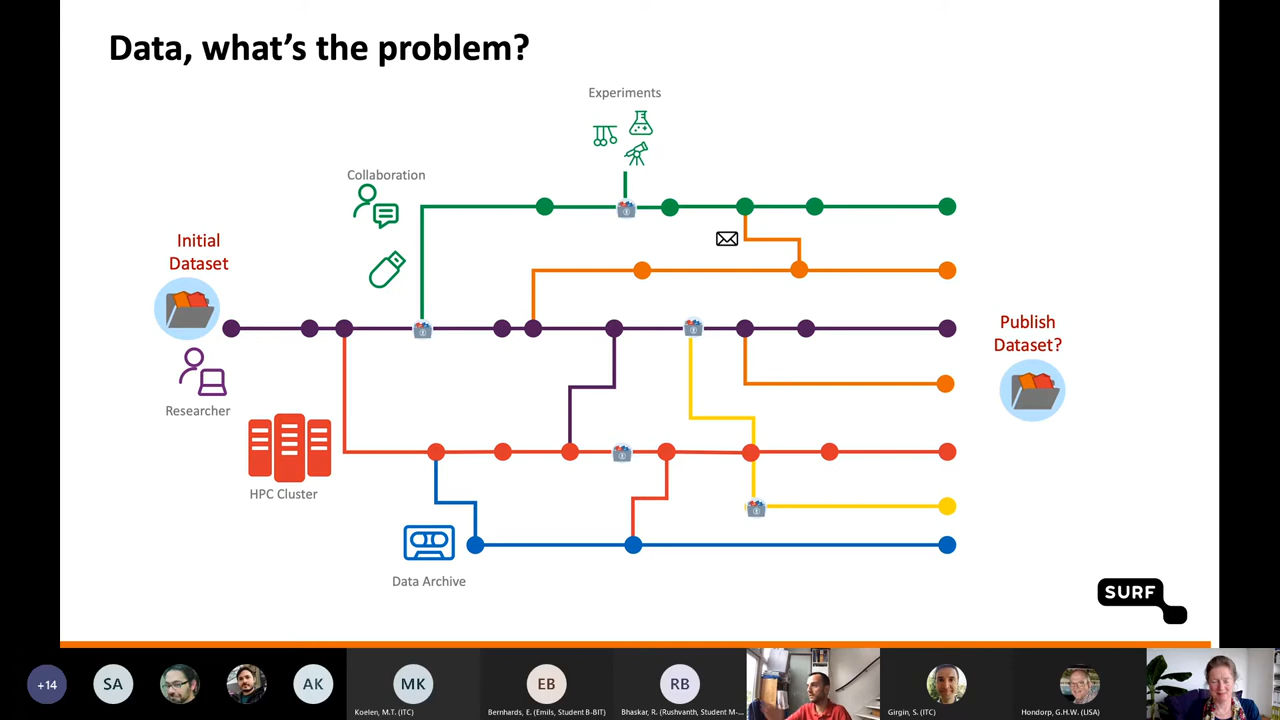 Data, what's the problem?
Experiments
Collaboration
Initial
Dataset
Publish
Dataset?
Researcher
HPC Cluster
Data Archive
SURF
+14
SA
AK
MK
EB
RB
Koelen, M.T. (ITC)
Bernhards, E. (Emils, Student B-BIT)
Bhaskar, R. (Rushvanth, Student M-...
Girgin, S. (ITC)
Hondorp, G.H.W. (LISA)